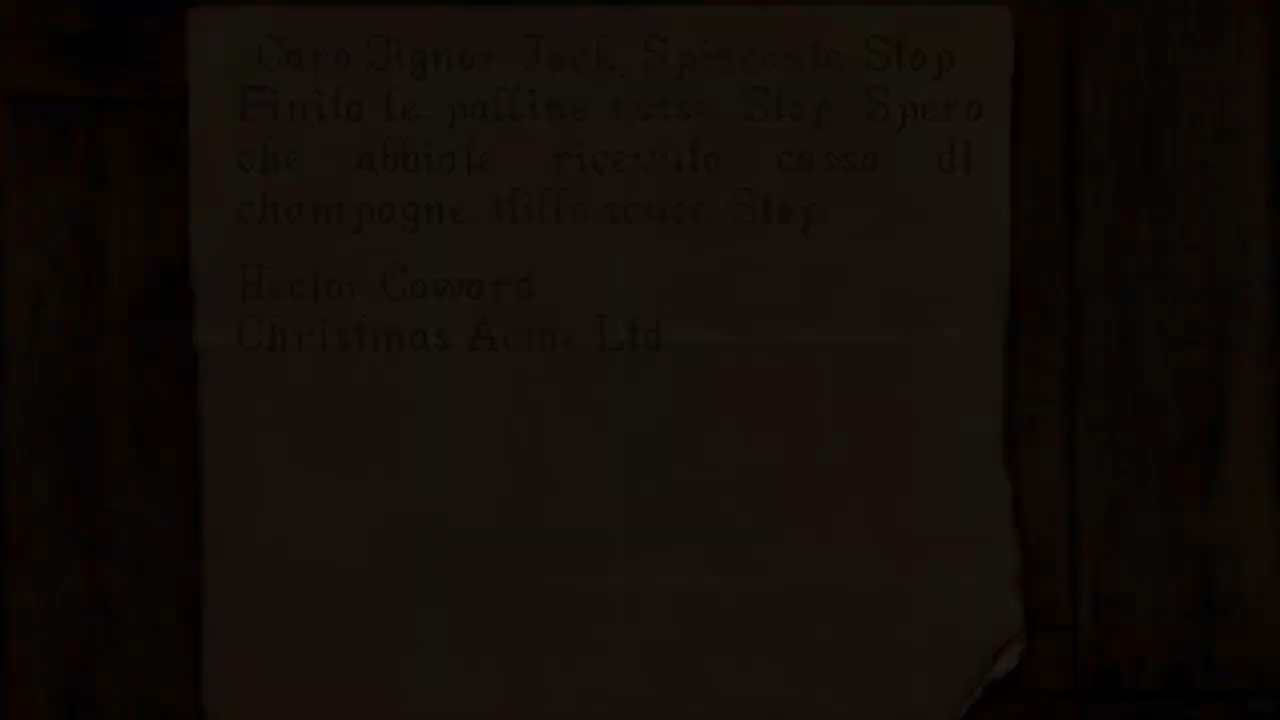 Caro Signor Jack, Spiacente Stop
Finito le palline rosse Stop Spero
che abbiate ricevuto cassa di
champagne Mille scuse Stop
Hector Coward
Christmas Acme Ltd